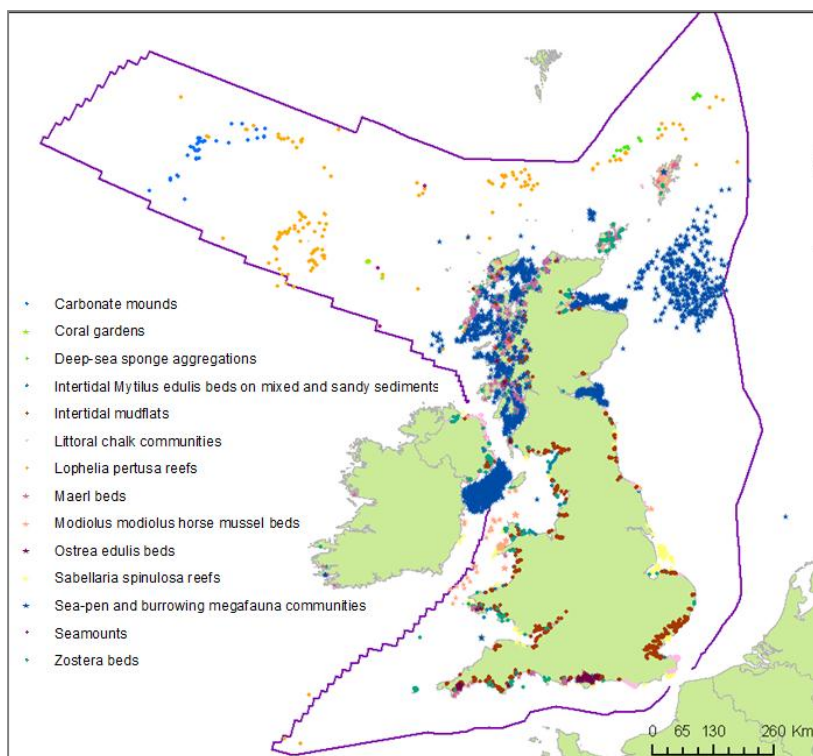 Carbonate mounds
Coral gardens
Deep-sea sponge aggregations
Intertidal Mytilus edulis beds on mixed and sandy sediments
Intertidal mudflats
Littoral chalk communities
Lophelia pertusa reefs
Maerl beds
Modiolus modiolus horse mussel beds
Ostrea edulis beds
Sabellaria spinulosa reefs
Sea-pen and burrowing megafauna communities
Seamounts
Zostera beds
0 65 130 260 Km